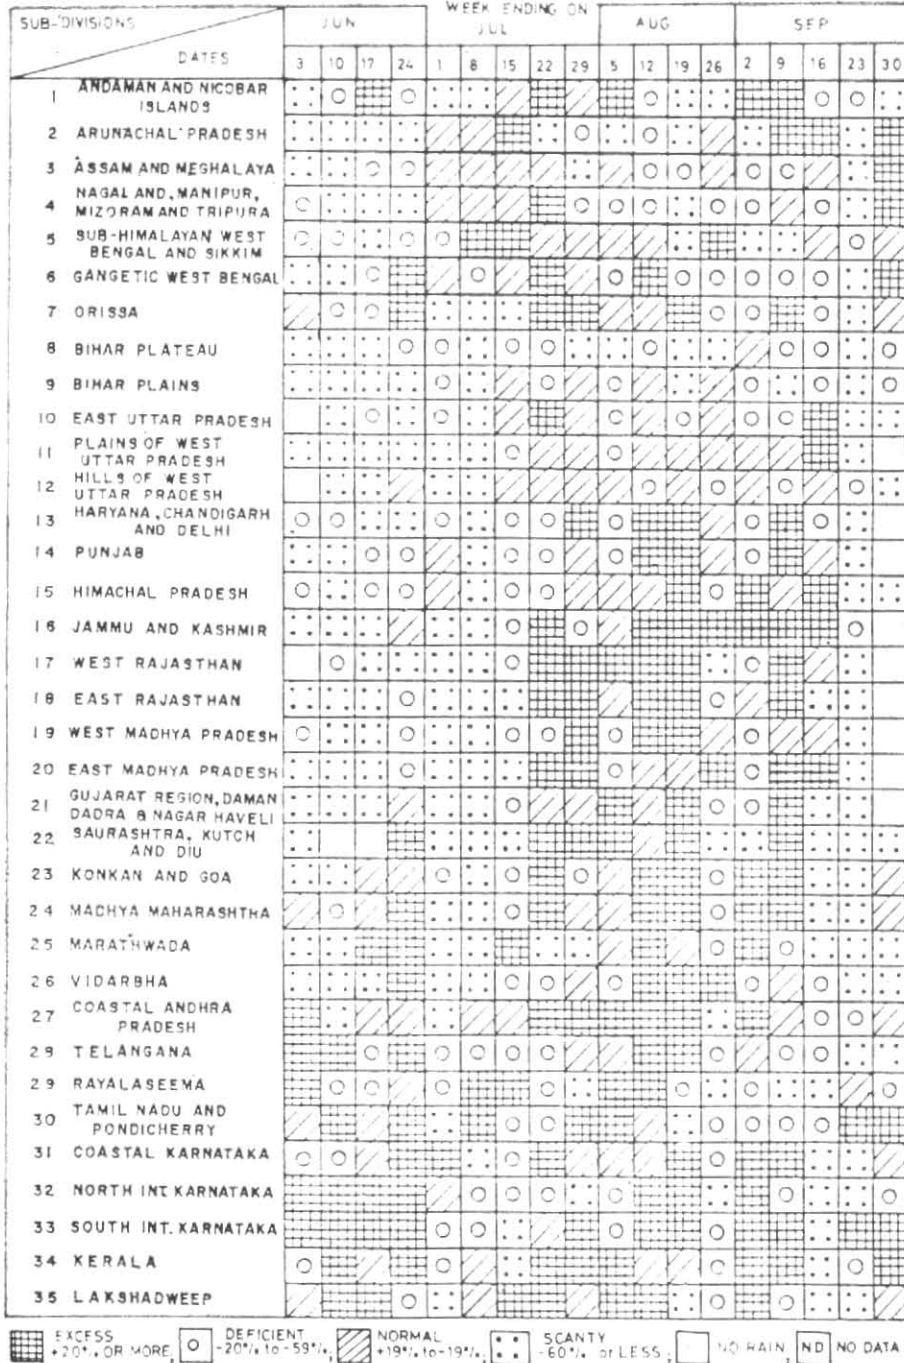 WEEK ENDING ON
SUB-DIVISIONS JUN JUL AUG SEP
DATES 3 10 17 24 1 8 15 22 29 5 12 19 26 2 9 16 23 30
1 ANDAMAN AND NICOBAR
ISLANDS
2 ARUNACHAL PRADESH
3 ASSAM AND MEGHALAYA
4 NAGALAND, MANIPUR,
MIZORAM AND TRIPURA
5 SUB-HIMALAYAN WEST
BENGAL AND SIKKIM
6 GANGETIC WEST BENGAL
7 ORISSA
8 BIHAR PLATEAU
9 BIHAR PLAINS
10 EAST UTTAR PRADESH
11 PLAINS OF WEST
UTTAR PRADESH
12 HILLS OF WEST
UTTAR PRADESH
13 HARYANA, CHANDIGARH
AND DELHI
14 PUNJAB
15 HIMACHAL PRADESH
16 JAMMU AND KASHMIR
17 WEST RAJASTHAN
18 EAST RAJASTHAN
19 WEST MADHYA PRADESH
20 EAST MADHYA PRADESH
21 GUJARAT REGION, DAMAN
DADRA & NAGAR HAVELI
22 SAURASHTRA, KUTCH
AND DIU
23 KONKAN AND GOA
24 MADHYA MAHARASHTHA
25 MARATHWADA
26 VIDARBHA
27 COASTAL ANDHRA
PRADESH
29 TELANGANA
29 RAYALASEEMA
30 TAMIL NADU AND
PONDICHERRY
31 COASTAL KARNATAKA
32 NORTH INT. KARNATAKA
33 SOUTH INT. KARNATAKA
34 KERALA
35 LAKSHADWEEP
EXCESS DEFICIENT NORMAL SCANTY NO RAIN, ND NO DATA
+20% OR MORE, -20% to -59%, +19% to -19%, -60% or LESS,